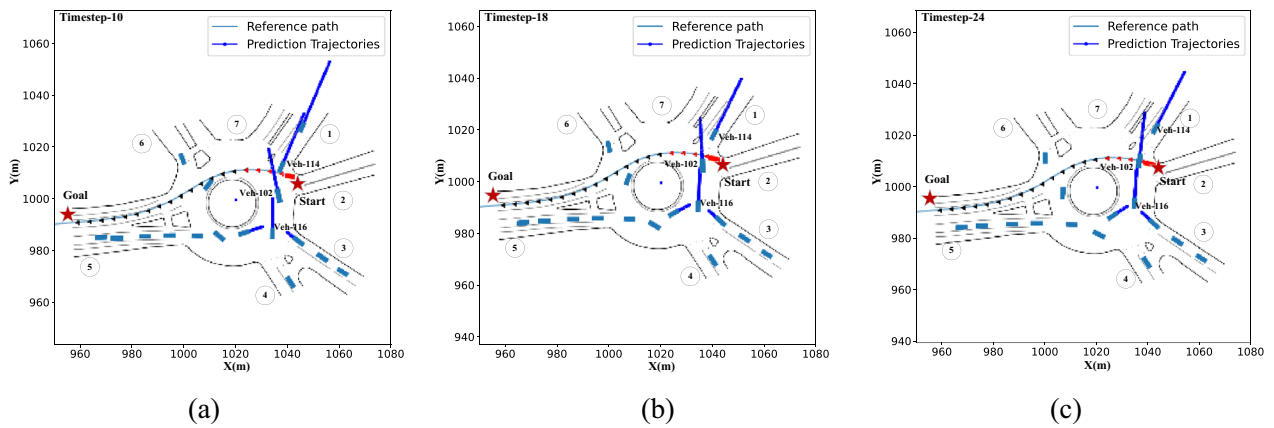 Timestep-10
Reference path
Prediction Trajectories
1060
1040
1020
1000
980
960
Y(m)
7
6
1
Veh-114
Goal
Veh-102
Start
2
Veh-116
3
5
4
960
980
1000
1020
1040
1060
1080
X(m)
(a)
Timestep-18
Reference path
Prediction Trajectories
1060
1040
1020
1000
980
960
940
Y(m)
7
6
1
Veh-114
Goal
Veh-102
Start
2
Veh-116
3
5
4
960
980
1000
1020
1040
1060
1080
X(m)
(b)
Timestep-24
Reference path
Prediction Trajectories
1060
1040
1020
1000
980
960
940
Y(m)
7
6
1
Veh-114
Goal
Veh-102
Start
2
Veh-116
3
5
4
960
980
1000
1020
1040
1060
1080
X(m)
(c)